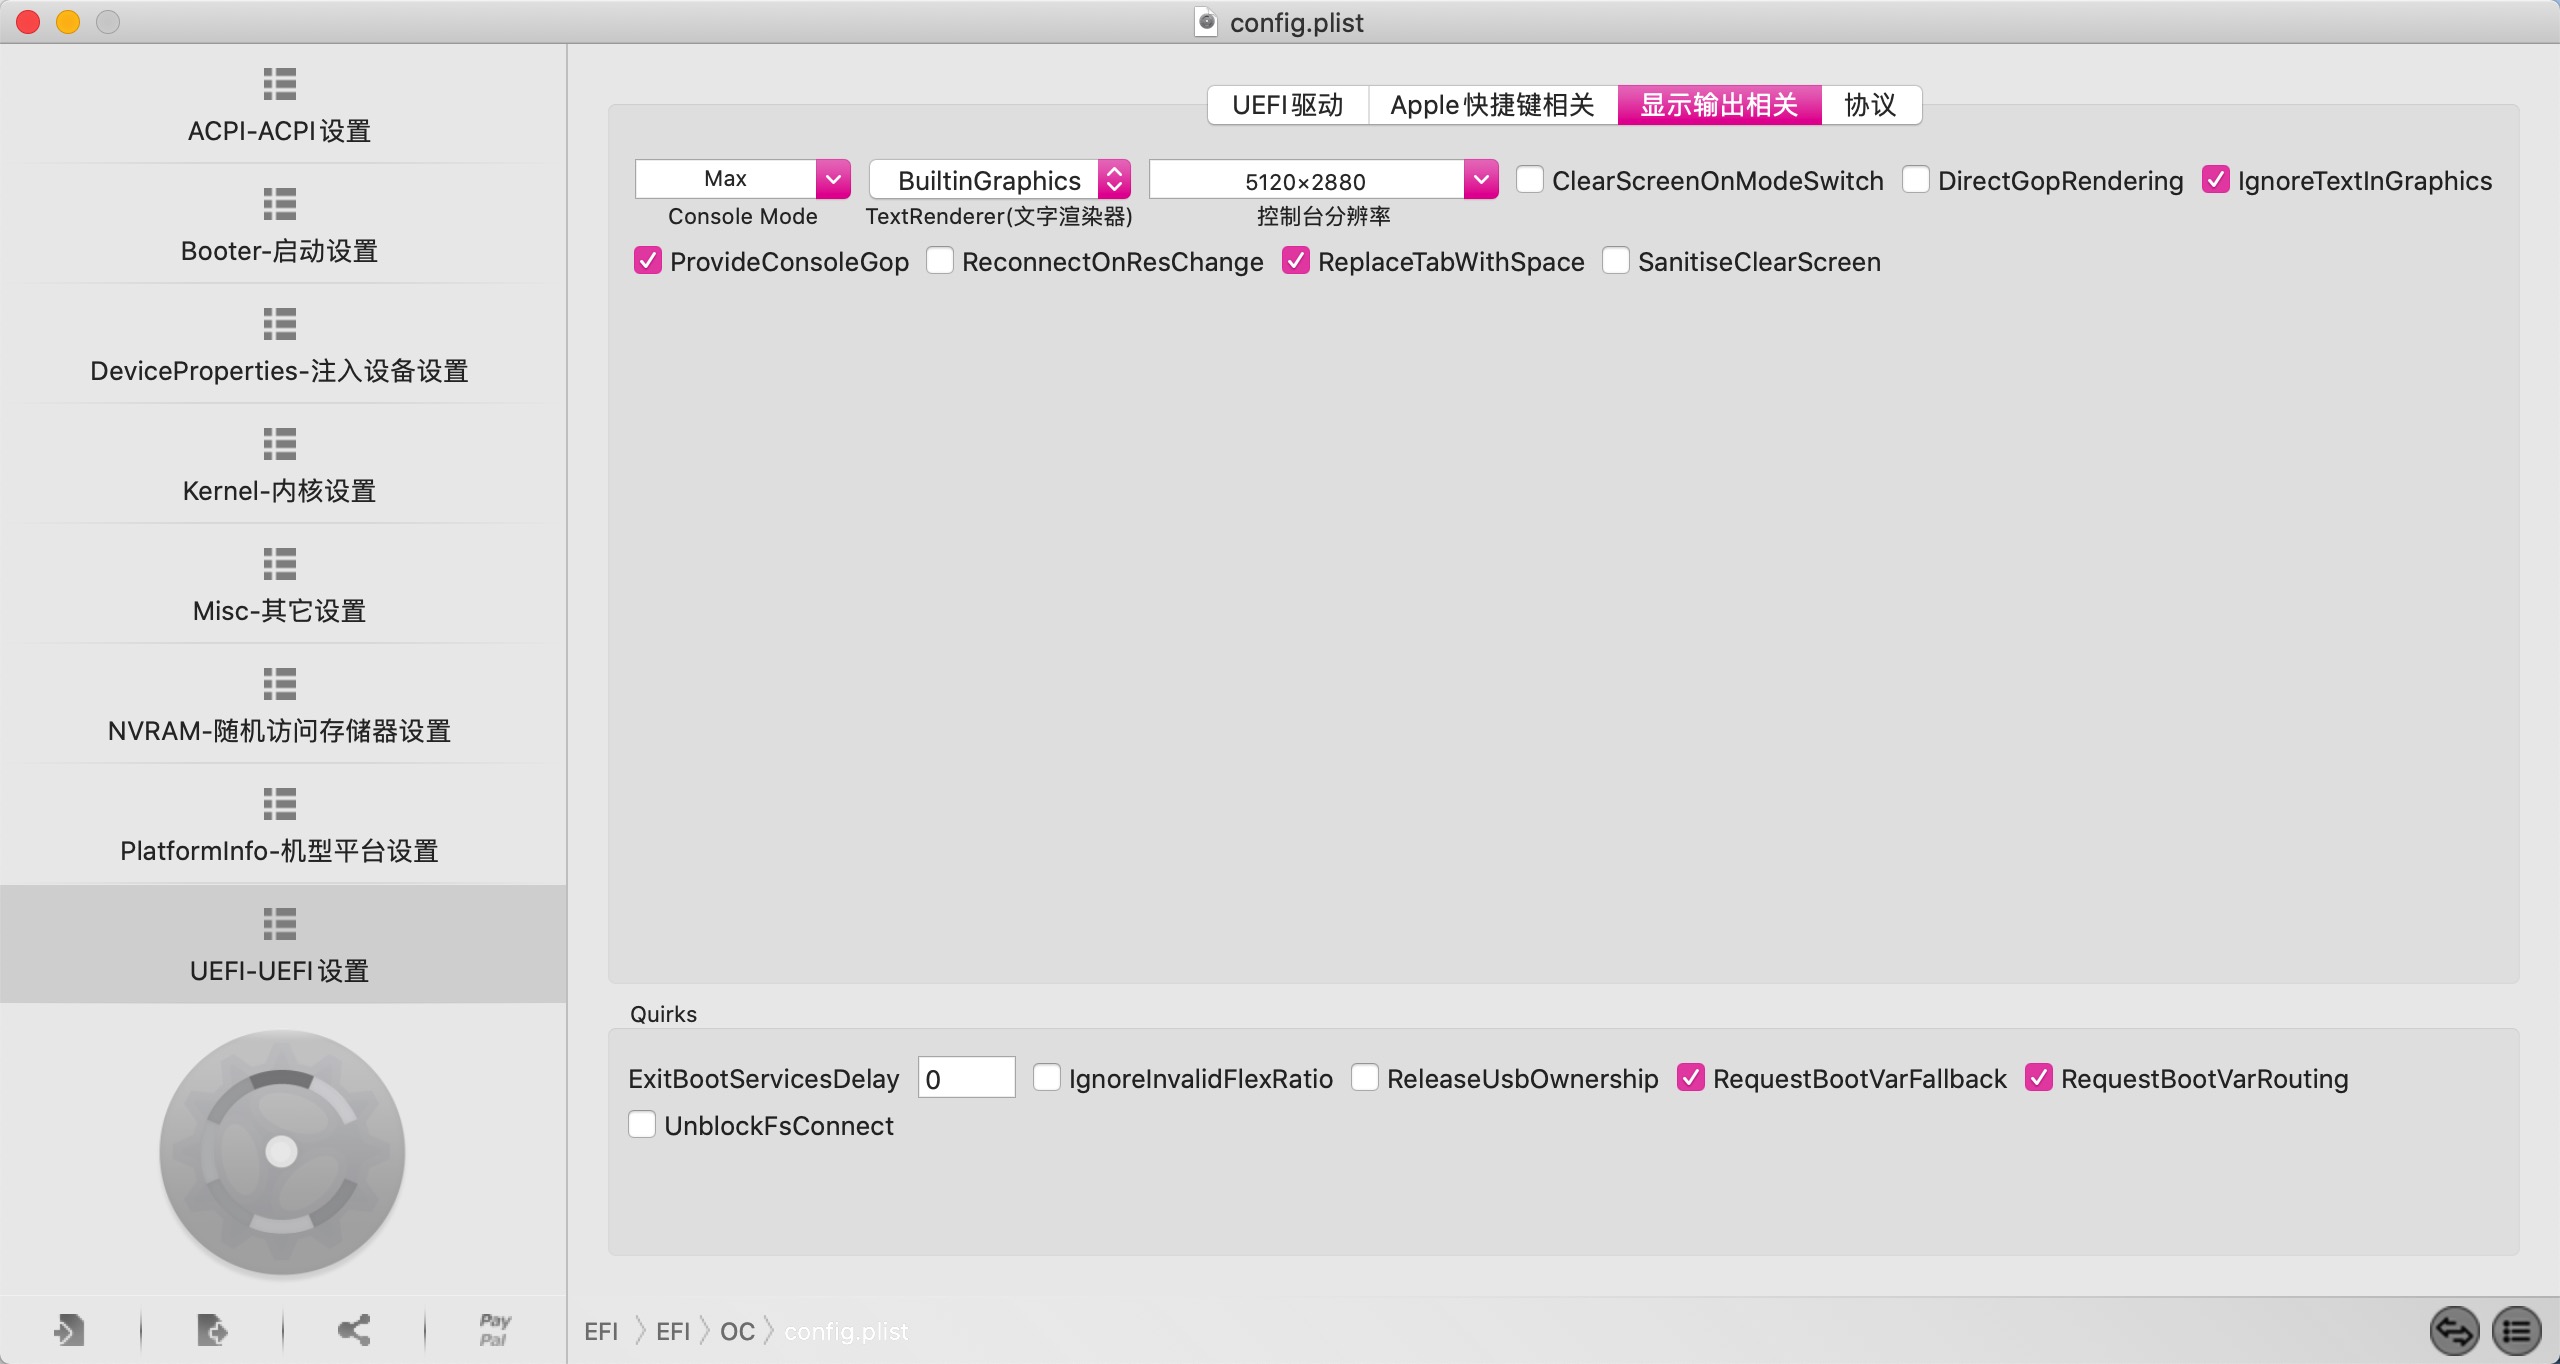 config.plist
ACPI-ACPI设置
Booter-启动设置
DeviceProperties-注入设备设置
Kernel-内核设置
Misc-其它设置
NVRAM-随机访问存储器设置
PlatformInfo-机型平台设置
UEFI-UEFI设置
Pay
Pal
UEFI驱动 Apple快捷键相关 显示输出相关 协议
Max BuiltinGraphics 5120×2880 ClearScreenOnModeSwitch DirectGopRendering IgnoreTextInGraphics
Console Mode TextRenderer(文字渲染器) 控制台分辨率
ProvideConsoleGop ReconnectOnResChange ReplaceTabWithSpace SanitiseClearScreen
Quirks
ExitBootServicesDelay 0 IgnoreInvalidFlexRatio ReleaseUsbOwnership RequestBootVarFallback RequestBootVarRouting
UnblockFsConnect
EFI EFI OC config.plist